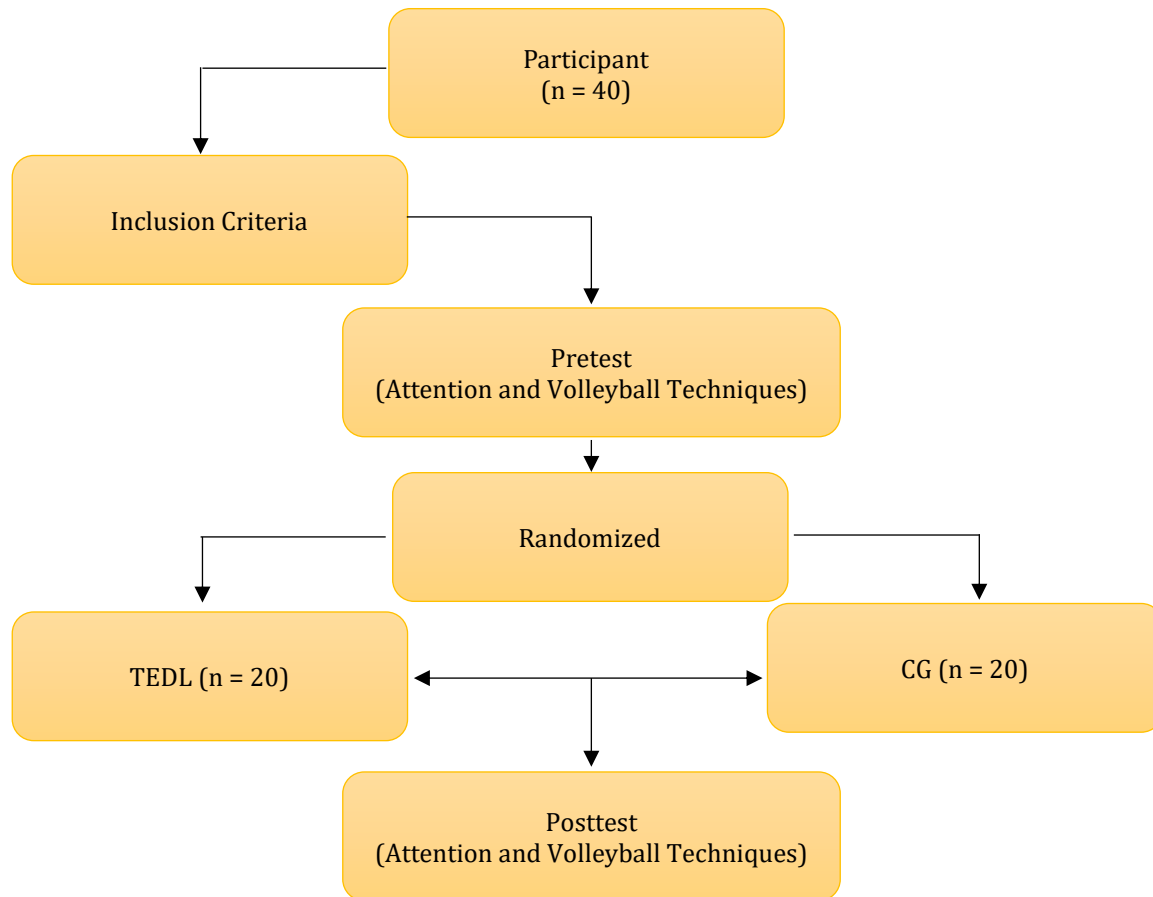 Participant
(n = 40)
Inclusion Criteria
Pretest
(Attention and Volleyball Techniques)
Randomized
TEDL (n = 20)
CG (n = 20)
Posttest
(Attention and Volleyball Techniques)